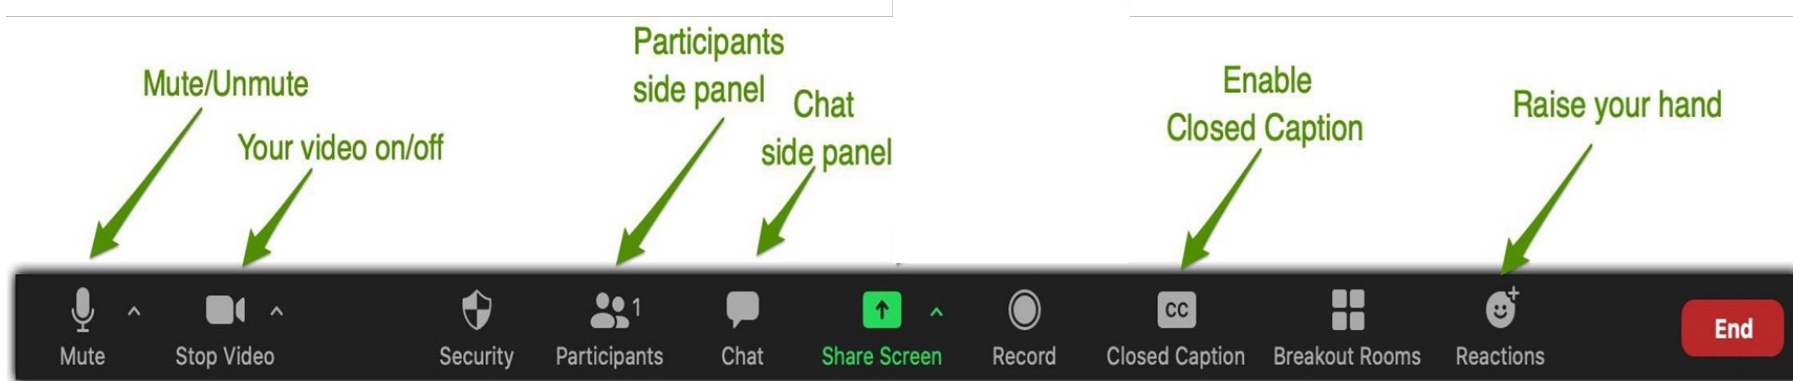 Mute/Unmute
Your video on/off
Participants
side panel
Chat
side panel
Enable
Closed Caption
Raise your hand
Mute
Stop Video
Security
1
Participants
Chat
Share Screen
Record
CC
Closed Caption
Breakout Rooms
Reactions
End